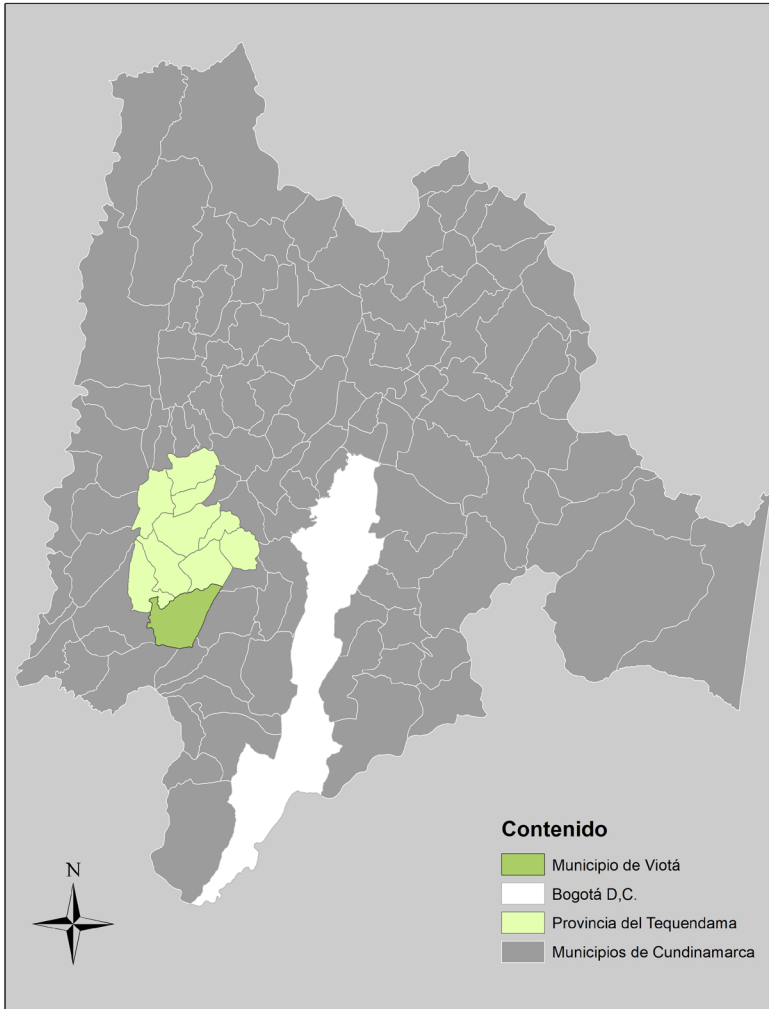 Contenido
Municipio de Viotá
Bogotá D,C.
Provincia del Tequendama
Municipios de Cundinamarca
N